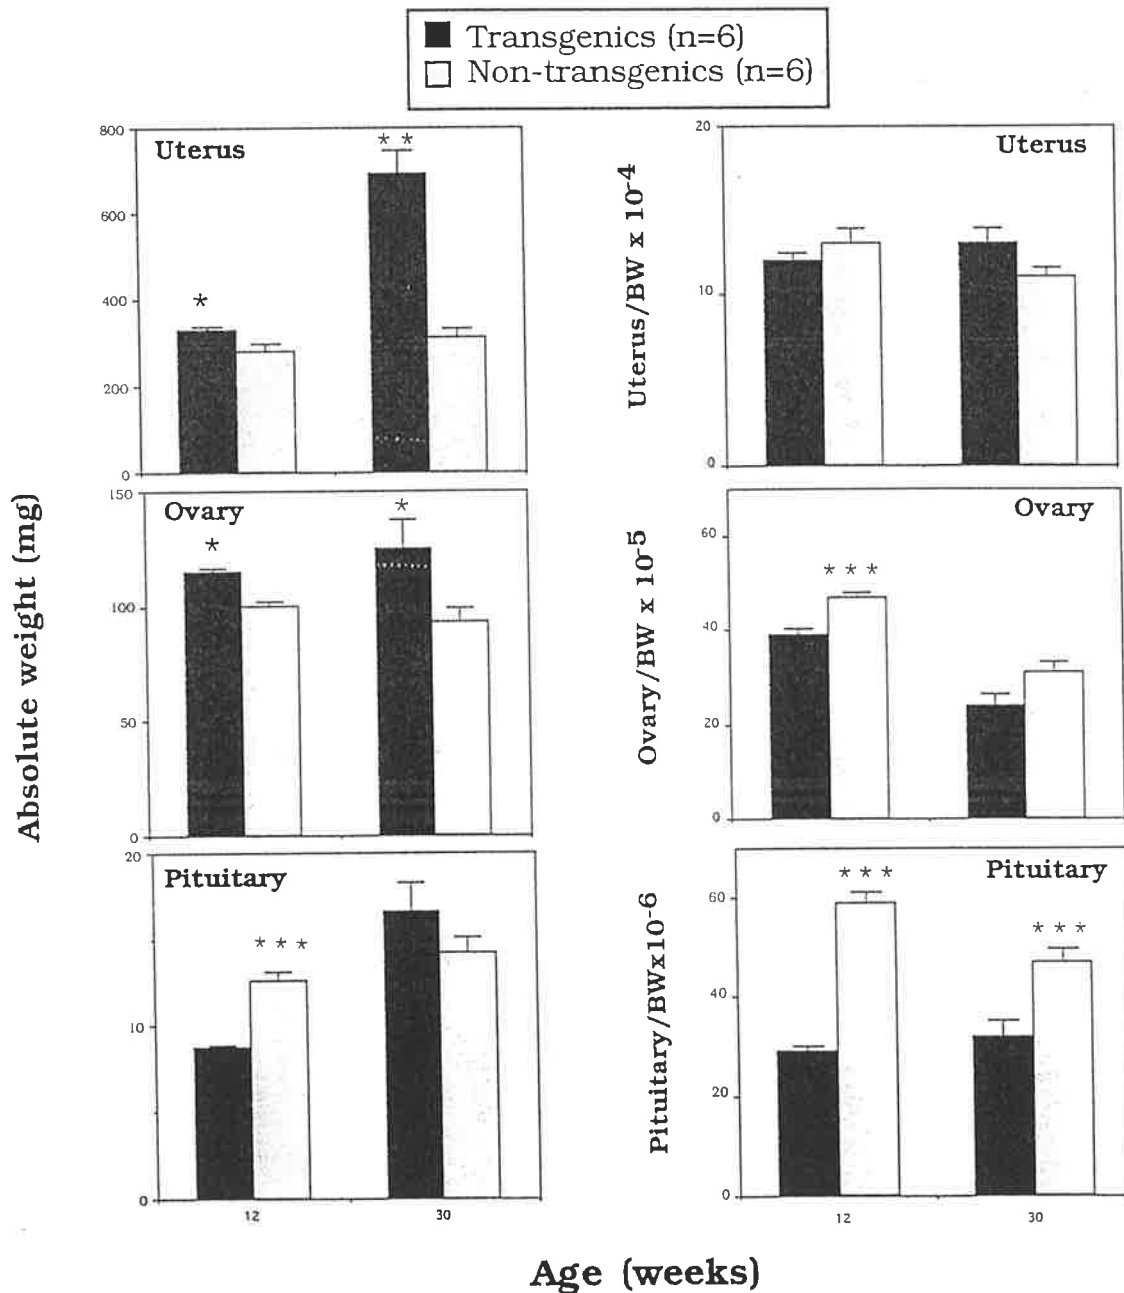 Transgenics (n=6)
Non-transgenics (n=6)
Absolute weight (mg)
800
600
400
200
0
Uterus
*
* *
150
100
50
0
Ovary
*
*
20
10
0
Pituitary
* * *
12
30
Uterus/BW x 10-4
20
10
0
Uterus
Ovary/BW x 10-5
60
40
20
0
Ovary
* * *
Pituitary/BWx10-6
60
40
20
0
Pituitary
* * *
* * *
12
30
Age (weeks)